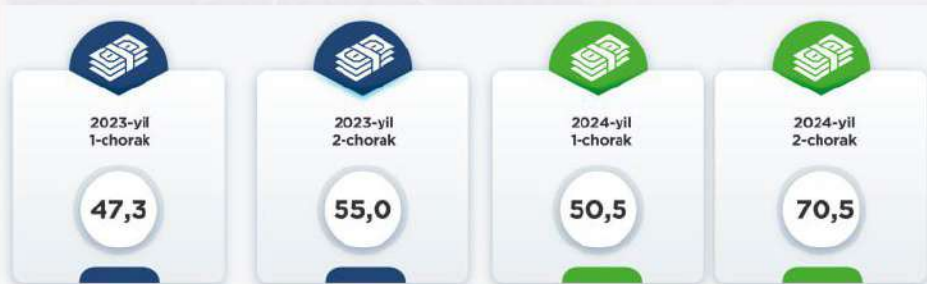 2023-yil
1-chorak
47,3
2023-yil
2-chorak
55,0
2024-yil
1-chorak
50,5
2024-yil
2-chorak
70,5